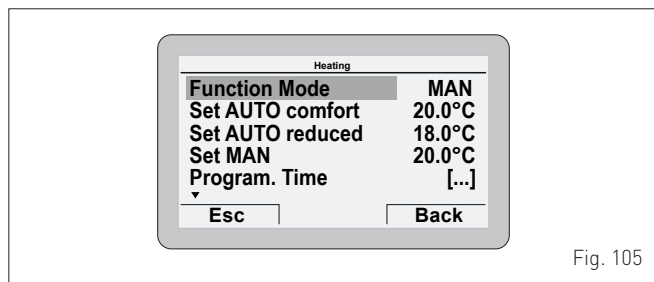 Heating
Function Mode MAN
Set AUTO comfort 20.0°C
Set AUTO reduced 18.0°C
Set MAN 20.0°C
Program. Time [...]
Esc Back
Fig. 105